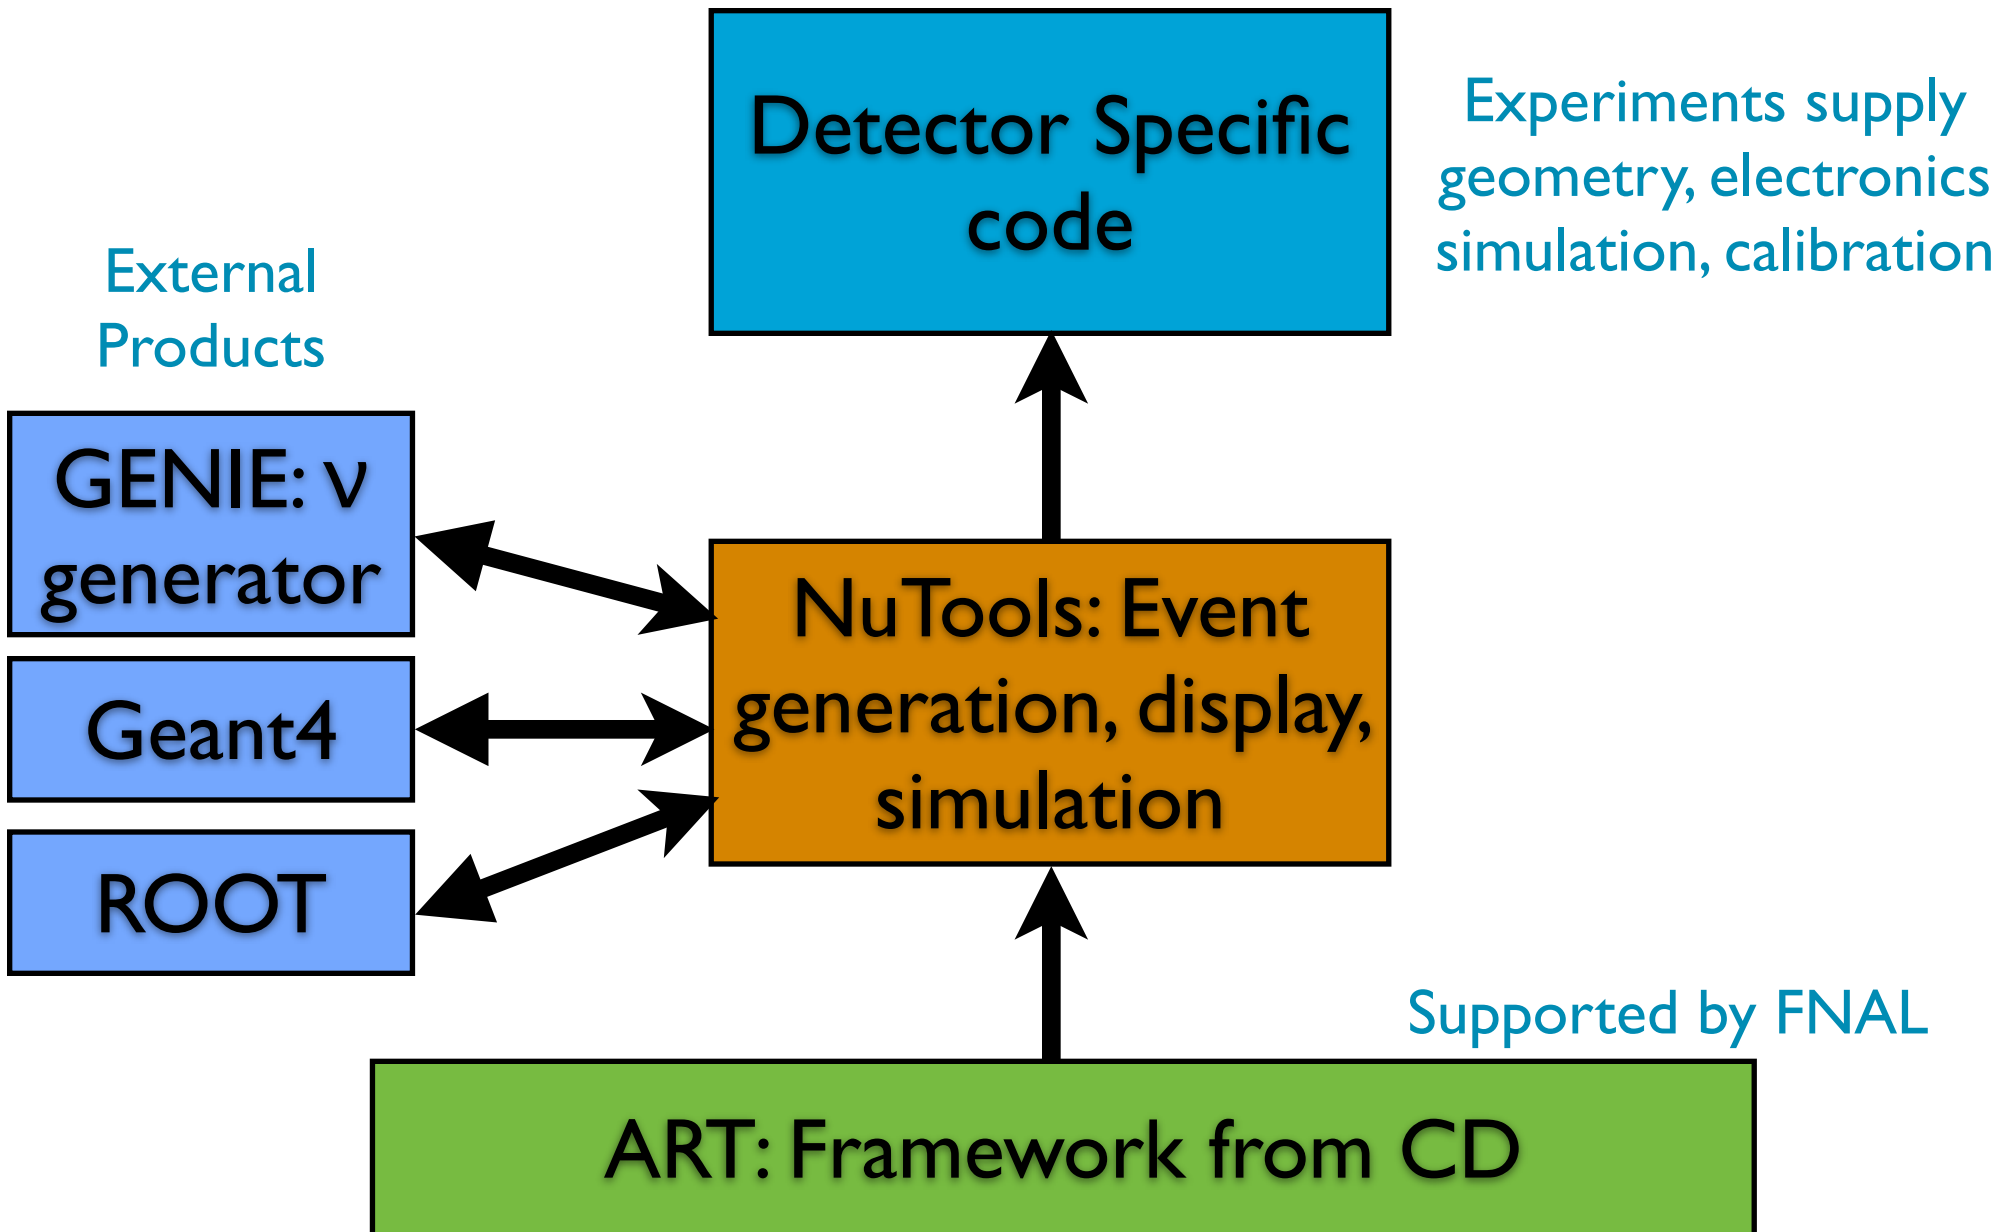 Detector Specific
code
Experiments supply
geometry, electronics
simulation, calibration
External
Products
GENIE: ν
generator
Geant4
ROOT
NuTools: Event
generation, display,
simulation
Supported by FNAL
ART: Framework from CD